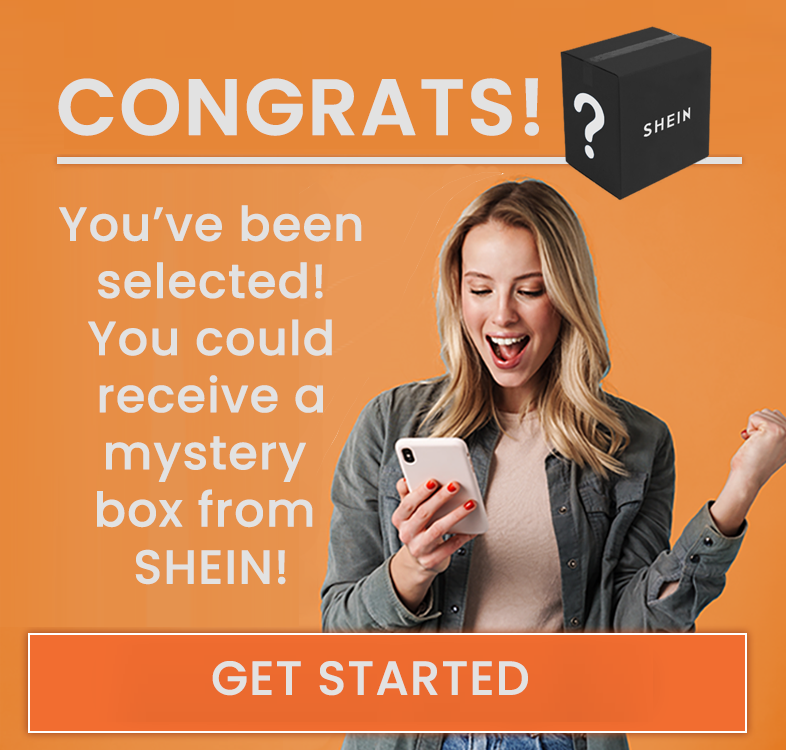 CONGRATS!
?
SHEIN
You've been
selected!
You could
receive a
mystery
box from
SHEIN!
GET STARTED